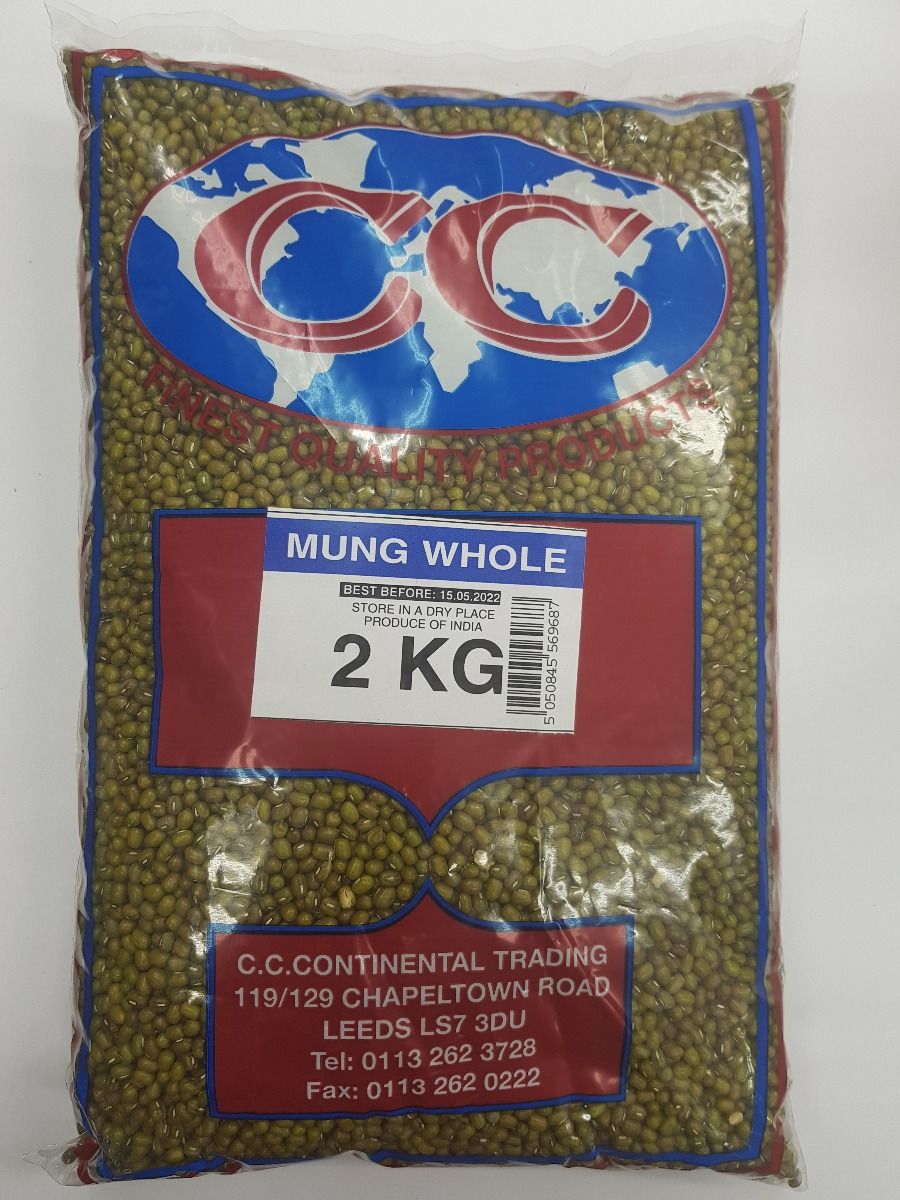 CC
FINEST QUALITY PRODUCTS
MUNG WHOLE
BEST BEFORE: 15.05.2022
STORE IN A DRY PLACE
PRODUCE OF INDIA
2 KG
5 050845 569687
C.C.CONTINENTAL TRADING
119/129 CHAPELTOWN ROAD
LEEDS LS7 3DU
Tel: 0113 262 3728
Fax: 0113 262 0222